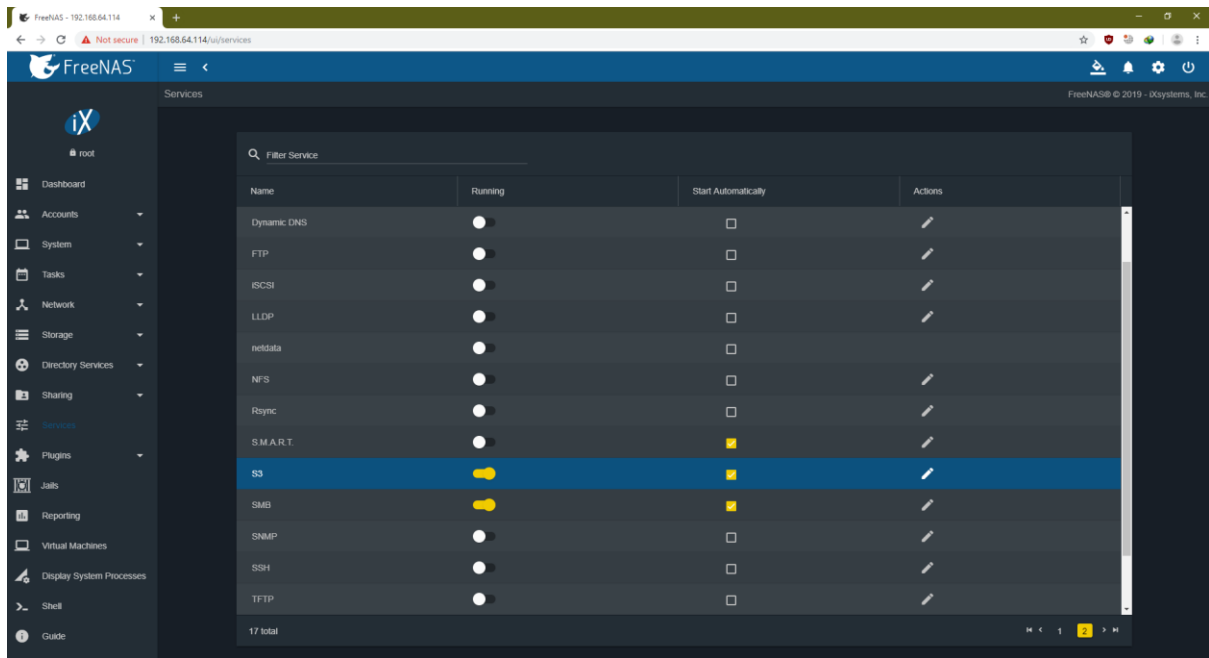 FreeNAS - 192.168.64.114
Not secure | 192.168.64.114/ui/services
FreeNAS
Services
FreeNAS® © 2019 - iXsystems, Inc.
iX
root
Filter Service
Dashboard
Accounts
System
Tasks
Network
Storage
Directory Services
Sharing
Services
Plugins
Jails
Reporting
Virtual Machines
Display System Processes
Shell
Guide
Name Running Start Automatically Actions
Dynamic DNS
FTP
iSCSI
LLDP
netdata
NFS
Rsync
S.M.A.R.T.
S3
SMB
SNMP
SSH
TFTP
17 total
1 2